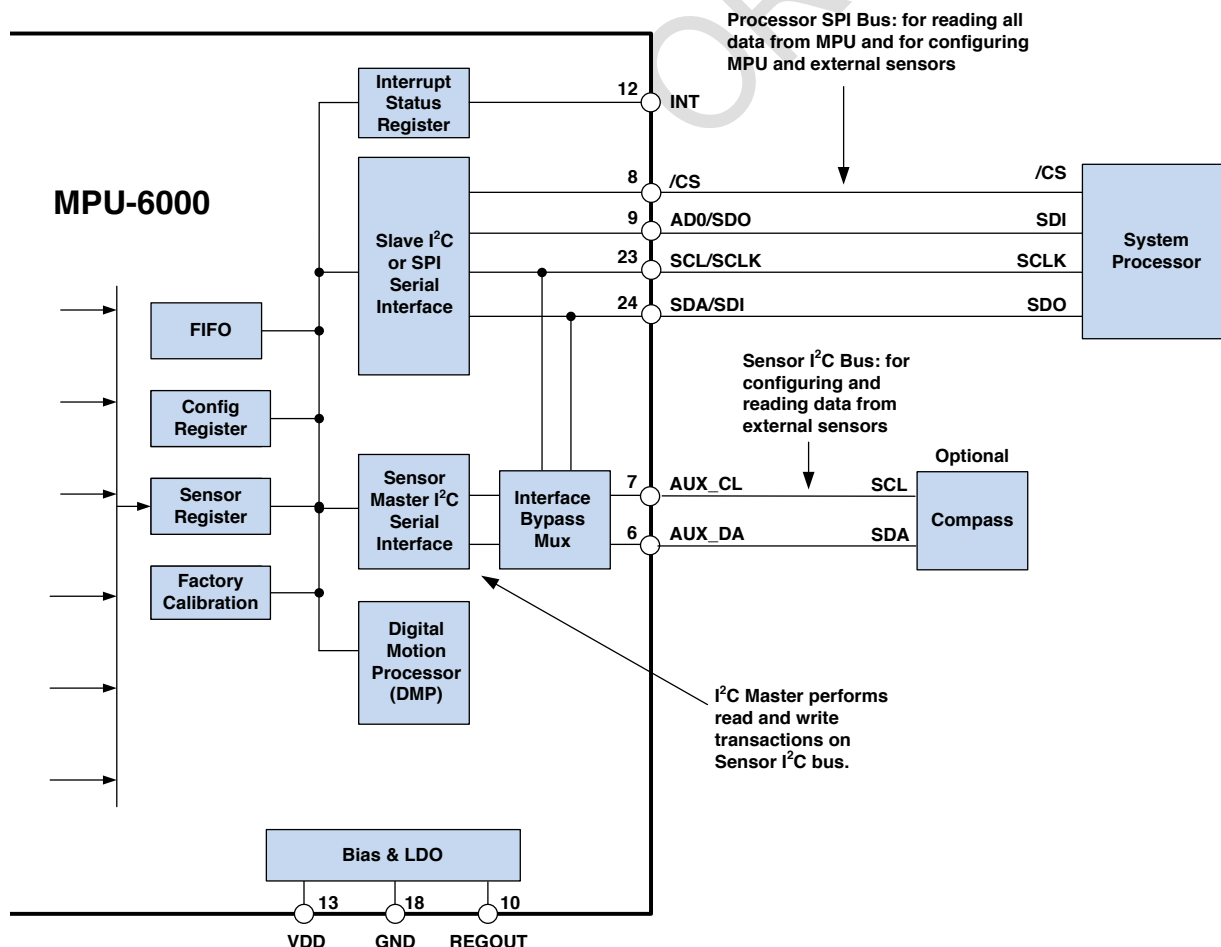 Processor SPI Bus: for reading all
data from MPU and for configuring
MPU and external sensors
MPU-6000
Interrupt
Status
Register
12
INT
Slave I²C
or SPI
Serial
Interface
8
/CS
/CS
9
AD0/SDO
SDI
23
SCL/SCLK
SCLK
24
SDA/SDI
SDO
System
Processor
FIFO
Config
Register
Sensor
Register
Factory
Calibration
Sensor
Master I²C
Serial
Interface
Interface
Bypass
Mux
Digital
Motion
Processor
(DMP)
Sensor I²C Bus: for
configuring and
reading data from
external sensors
7
AUX_CL
SCL
6
AUX_DA
SDA
Optional
Compass
I²C Master performs
read and write
transactions on
Sensor I²C bus.
Bias & LDO
13
18
10
VDD
GND
REGOUT